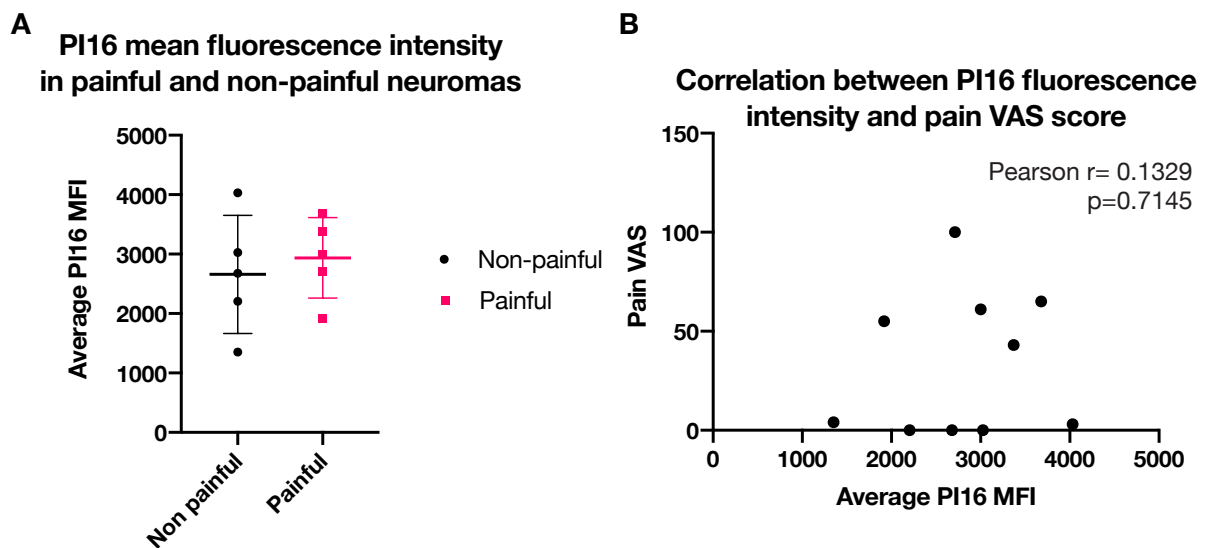 A
PI16 mean fluorescence intensity
in painful and non-painful neuromas
5000
4000
3000
2000
1000
0
Average PI16 MFI
Non painful
Painful
Non-painful
Painful
B
Correlation between PI16 fluorescence
intensity and pain VAS score
Pearson r= 0.1329
p=0.7145
150
100
50
0
Pain VAS
0 1000 2000 3000 4000 5000
Average PI16 MFI